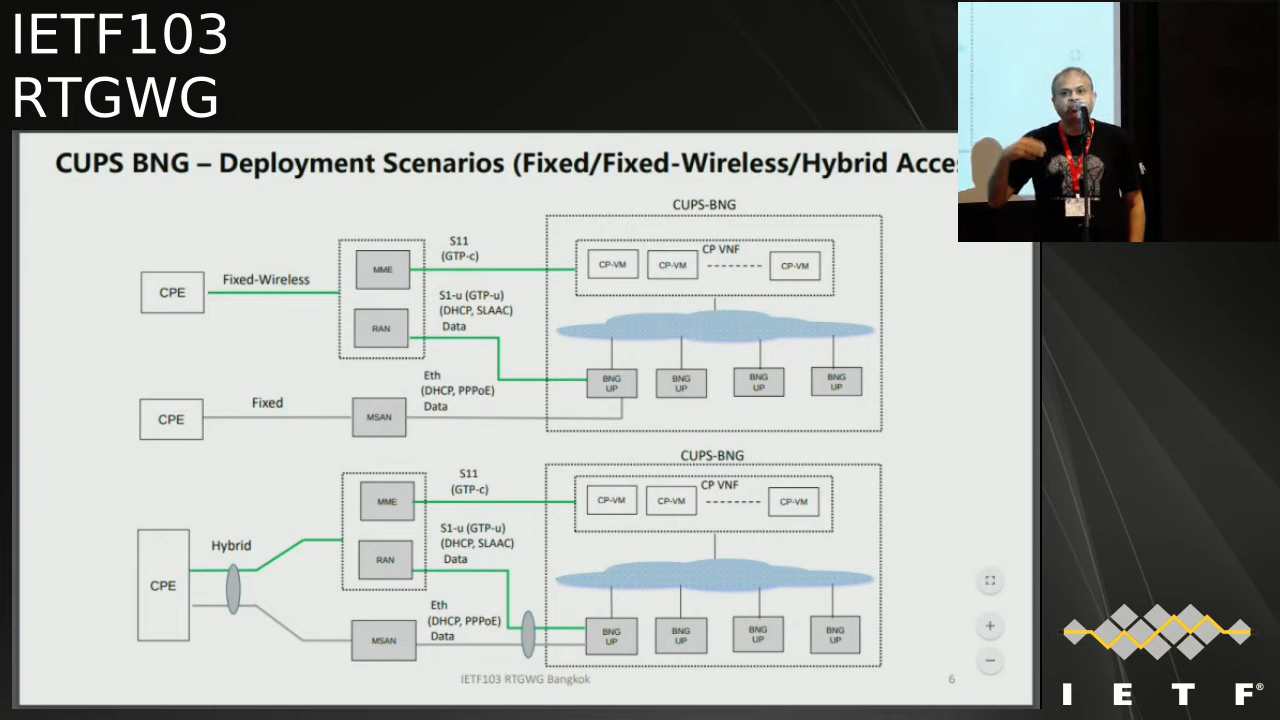 IETF103
RTGWG
CUPS BNG – Deployment Scenarios (Fixed/Fixed-Wireless/Hybrid Acce
CUPS-BNG
S11
(GTP-c)
CP VNF
MME
CP-VM
CP-VM
CP-VM
Fixed-Wireless
CPE
S1-u (GTP-u)
(DHCP, SLAAC)
Data
RAN
Eth
(DHCP, PPPoE)
Data
BNG
UP
BNG
UP
BNG
UP
BNG
UP
Fixed
CPE
MSAN
CUPS-BNG
S11
(GTP-c)
CP VNF
MME
CP-VM
CP-VM
CP-VM
Hybrid
S1-u (GTP-u)
(DHCP, SLAAC)
Data
RAN
CPE
Eth
(DHCP, PPPoE)
Data
MSAN
BNG
UP
BNG
UP
BNG
UP
BNG
UP
IETF103 RTGWG Bangkok
6
I E T F®